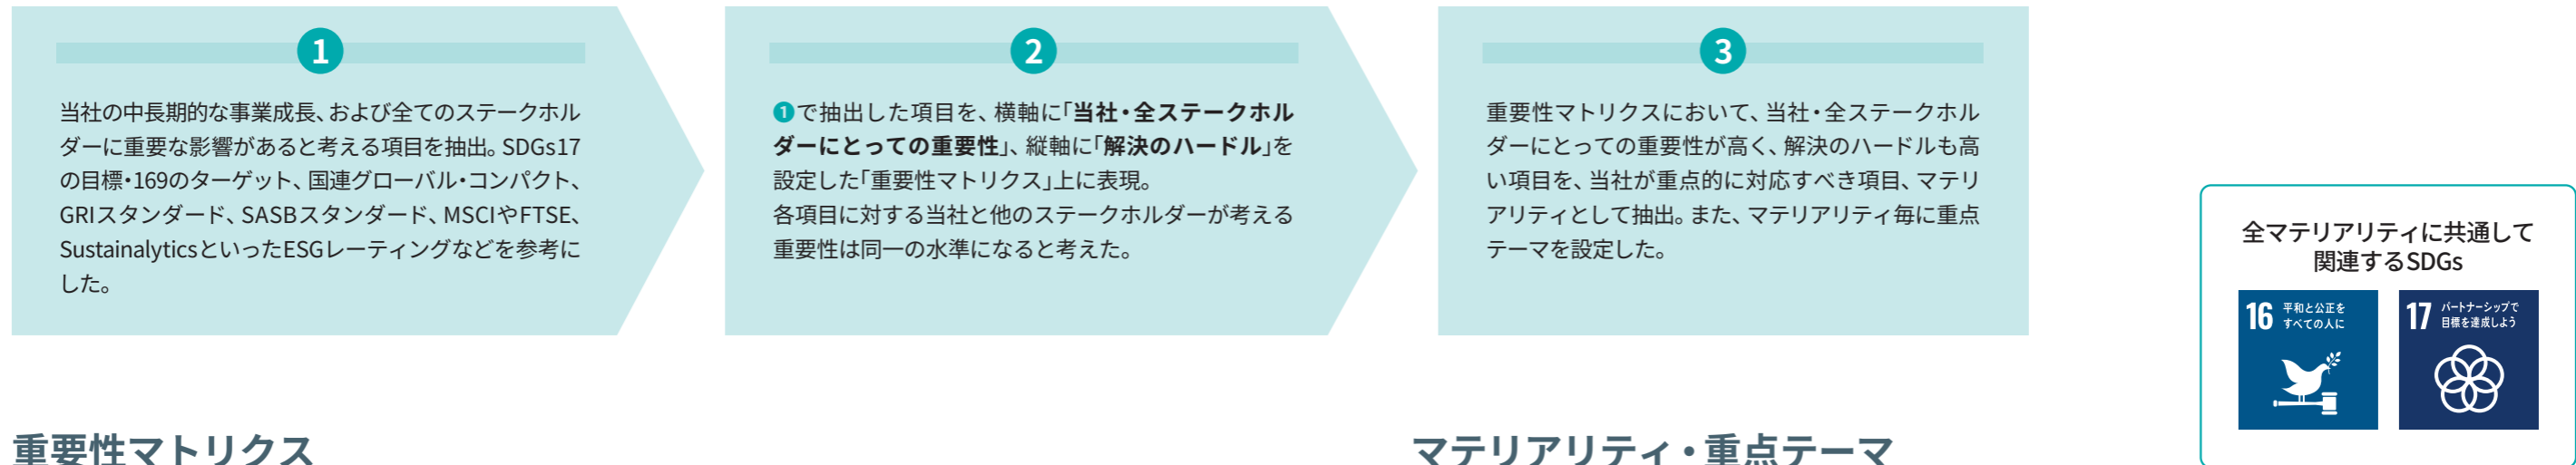 1
当社の中長期的な事業成長、および全てのステークホル
ダーに重要な影響があると考える項目を抽出。SDGs17
の目標・169のターゲット、国連グローバル・コンパクト、
GRIスタンダード、SASBスタンダード、MSCIやFTSE、
SustainalyticsといったESGレーティングなどを参考に
した。
2
❶で抽出した項目を、横軸に「当社・全ステークホル
ダーにとっての重要性」、縦軸に「解決のハードル」を
設定した「重要性マトリクス」上に表現。
各項目に対する当社と他のステークホルダーが考える
重要性は同一の水準になると考えた。
3
重要性マトリクスにおいて、当社・全ステークホル
ダーにとっての重要性が高く、解決のハードルも高
い項目を、当社が重点的に対応すべき項目、マテリ
アリティとして抽出。また、マテリアリティ毎に重点
テーマを設定した。
全マテリアリティに共通して
関連するSDGs
16 平和と公正を
すべての人に
17 パートナーシップで
目標を達成しよう
重要性マトリクス
マテリアリティ・重点テーマ